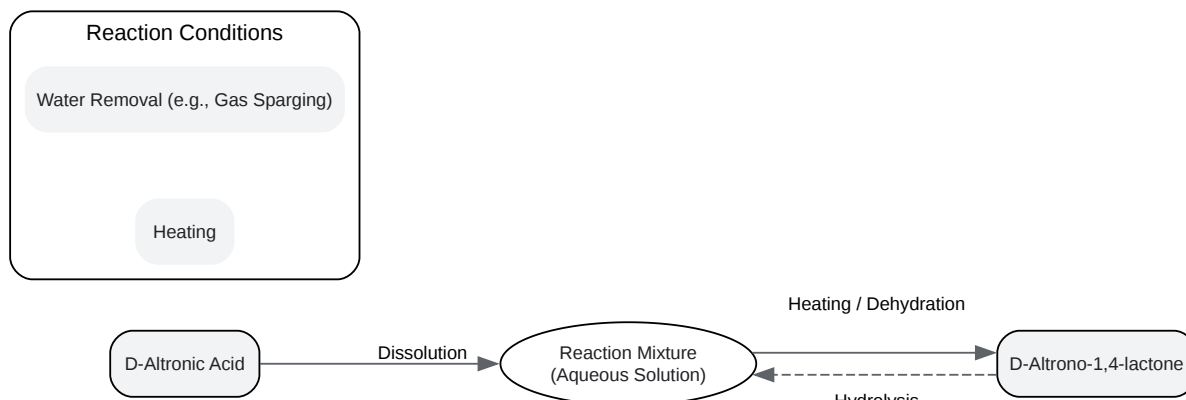 Reaction Conditions
Water Removal (e.g., Gas Sparging)
Heating
Heating / Dehydration
Dissolution
Reaction Mixture
D-Altronic Acid
D-Altrono-1,4-lactone
(Aqueous Solution)
Hydrolysis